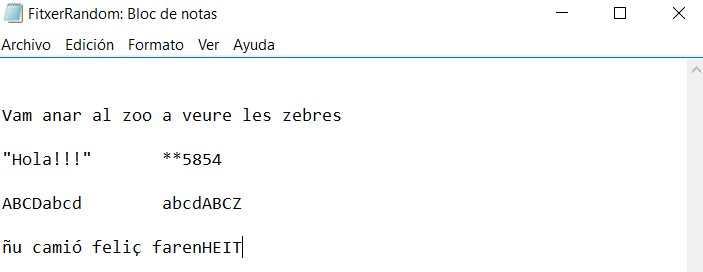 FitxerRandom: Bloc de notas
Archivo Edición Formato Ver Ayuda
Vam anar al zoo a veure les zebres
"Hola!!!" **5854
ABCDabcd abcdABCZ
ñu camió feliç farenHEIT